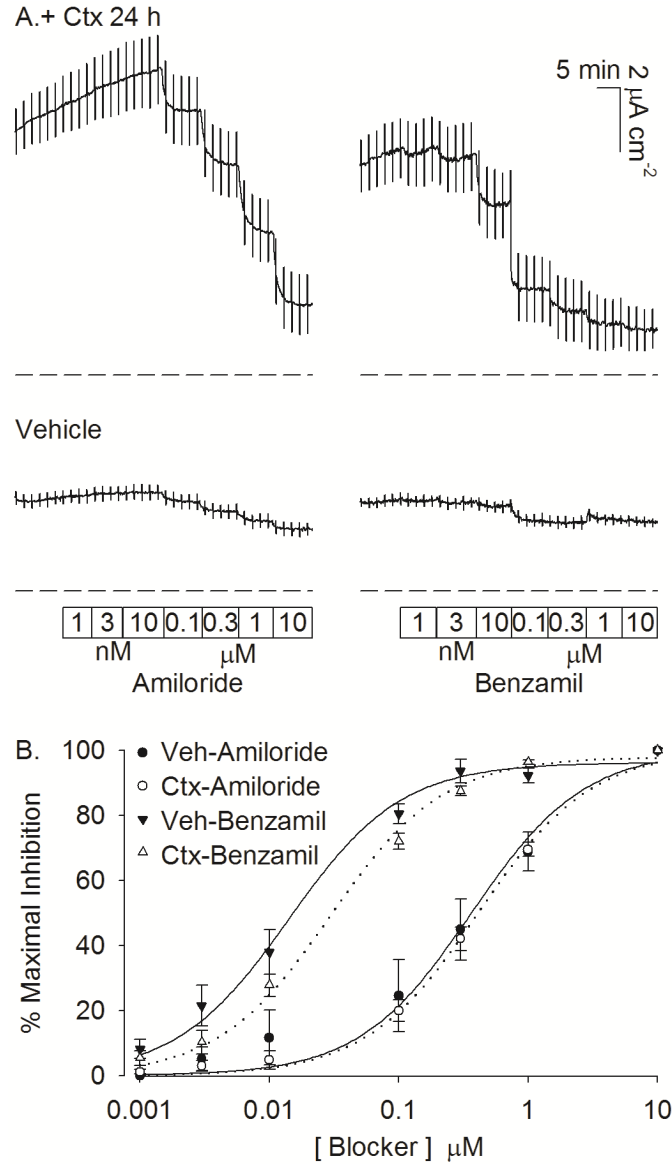 A.+ Ctx 24 h
5 min
2 μA cm-2
Vehicle
1 3 10 0.1 0.3 1 10
nM μM
Amiloride
1 3 10 0.1 0.3 1 10
nM μM
Benzamil
B.
100
80
60
40
20
0
% Maximal Inhibition
Veh-Amiloride
Ctx-Amiloride
Veh-Benzamil
Ctx-Benzamil
0.001 0.01 0.1 1 10
[ Blocker ] μM